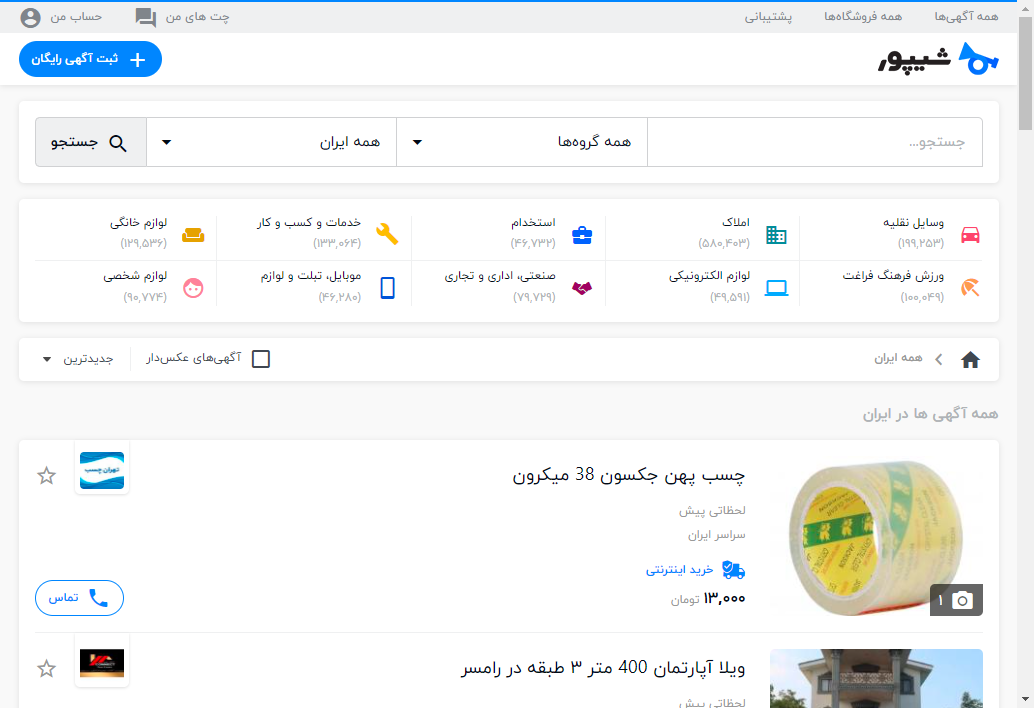 همه آگهی‌ها
همه فروشگاه‌ها
پشتیبانی
چت های من
حساب من
شیپور
ثبت آگهی رایگان
جستجو...
همه گروه‌ها
همه ایران
جستجو
وسایل نقلیه
(۱۹۹,۲۵۳)
املاک
(۵۸۰,۴۰۳)
استخدام
(۴۶,۷۳۲)
خدمات و کسب و کار
(۱۳۳,۰۶۴)
لوازم خانگی
(۱۲۹,۵۳۶)
ورزش فرهنگ فراغت
(۱۰۰,۰۴۹)
لوازم الکترونیکی
(۴۹,۵۹۱)
صنعتی، اداری و تجاری
(۷۹,۷۲۹)
موبایل، تبلت و لوازم
(۴۶,۲۸۰)
لوازم شخصی
(۹۰,۷۷۴)
همه ایران
آگهی‌های عکس‌دار
جدیدترین
همه آگهی ها در ایران
چسب پهن جکسون 38 میکرون
لحظاتی پیش
سراسر ایران
خرید اینترنتی
۱۳,۰۰۰ تومان
۱
تهران چسب
تماس
ویلا آپارتمان 400 متر ۳ طبقه در رامسر
لحظاتی پیش